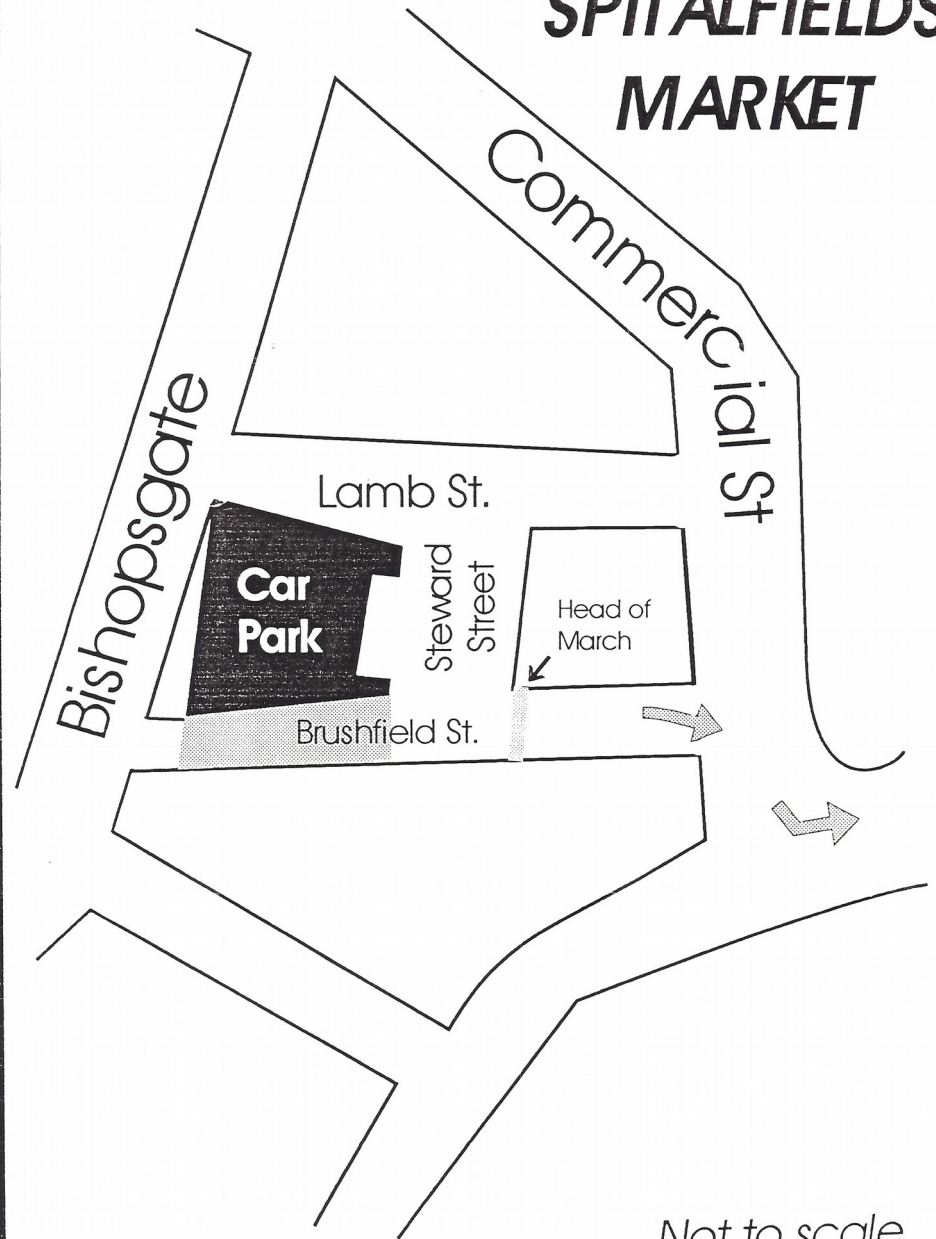 SPITALFIELDS
MARKET
Commercial St
Bishopsgate
Lamb St.
Car
Park
Steward
Street
Head of
March
Brushfield St.
Not to scale